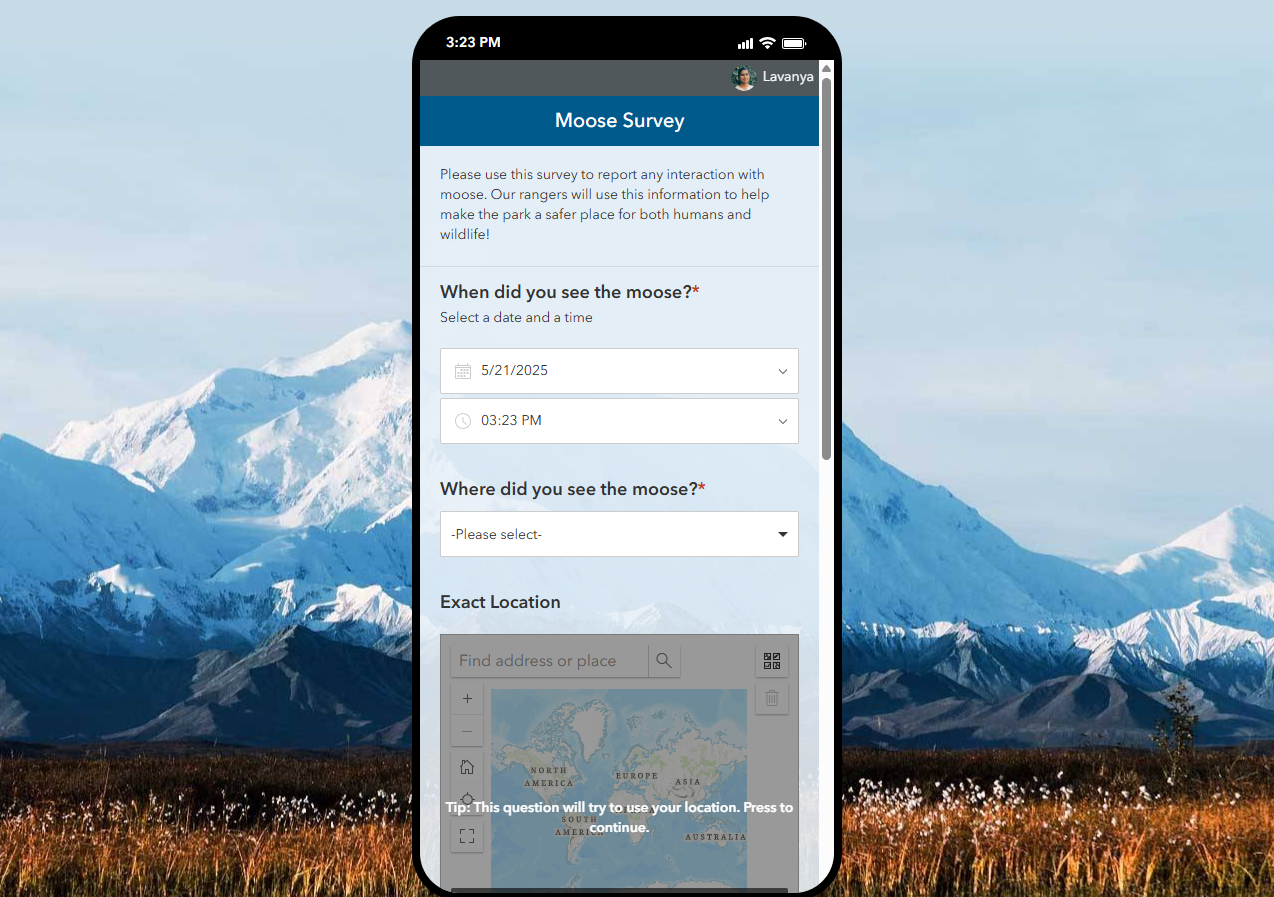 3:23 PM
Lavanya
Moose Survey
Please use this survey to report any interaction with
moose. Our rangers will use this information to help
make the park a safer place for both humans and
wildlife!
When did you see the moose?*
Select a date and a time
5/21/2025
03:23 PM
Where did you see the moose?*
-Please select-
Exact Location
Find address or place
NORTH
AMERICA
EUROPE
ASIA
Tip: This question will try to use your location. Press to
continue.
SOUTH
AMERICA
AUSTRALIA